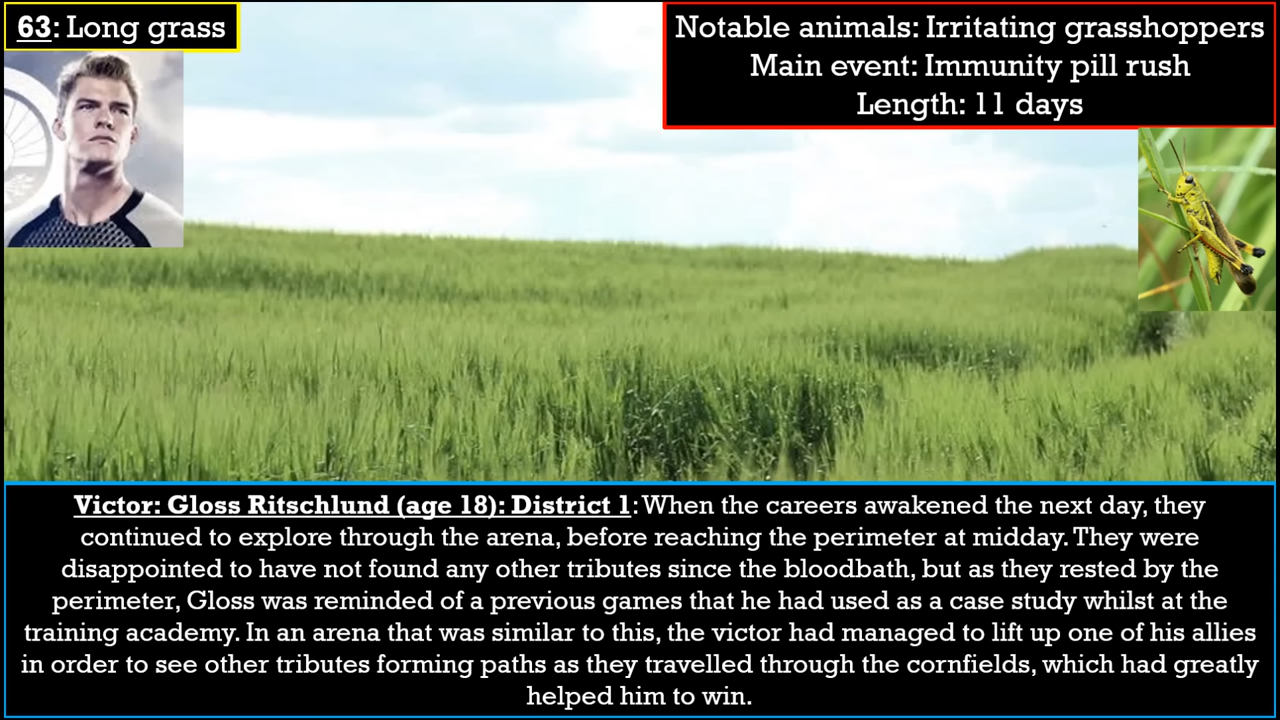 63: Long grass
Notable animals: Irritating grasshoppers
Main event: Immunity pill rush
Length: 11 days
Victor: Gloss Ritschlund (age 18): District 1: When the careers awakened the next day, they
continued to explore through the arena, before reaching the perimeter at midday. They were
disappointed to have not found any other tributes since the bloodbath, but as they rested by the
perimeter, Gloss was reminded of a previous games that he had used as a case study whilst at the
training academy. In an arena that was similar to this, the victor had managed to lift up one of his allies
in order to see other tributes forming paths as they travelled through the cornfields, which had greatly
helped him to win.